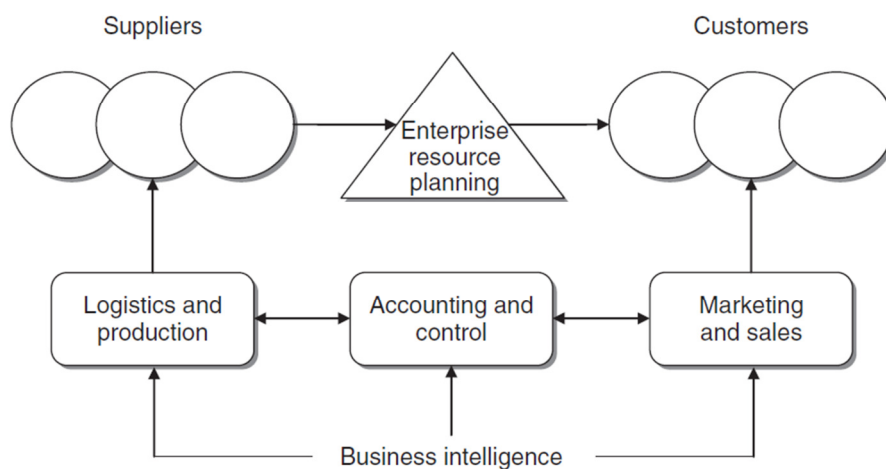 Suppliers
Customers
Enterprise
resource
planning
Logistics and
production
Accounting and
control
Marketing
and sales
Business intelligence